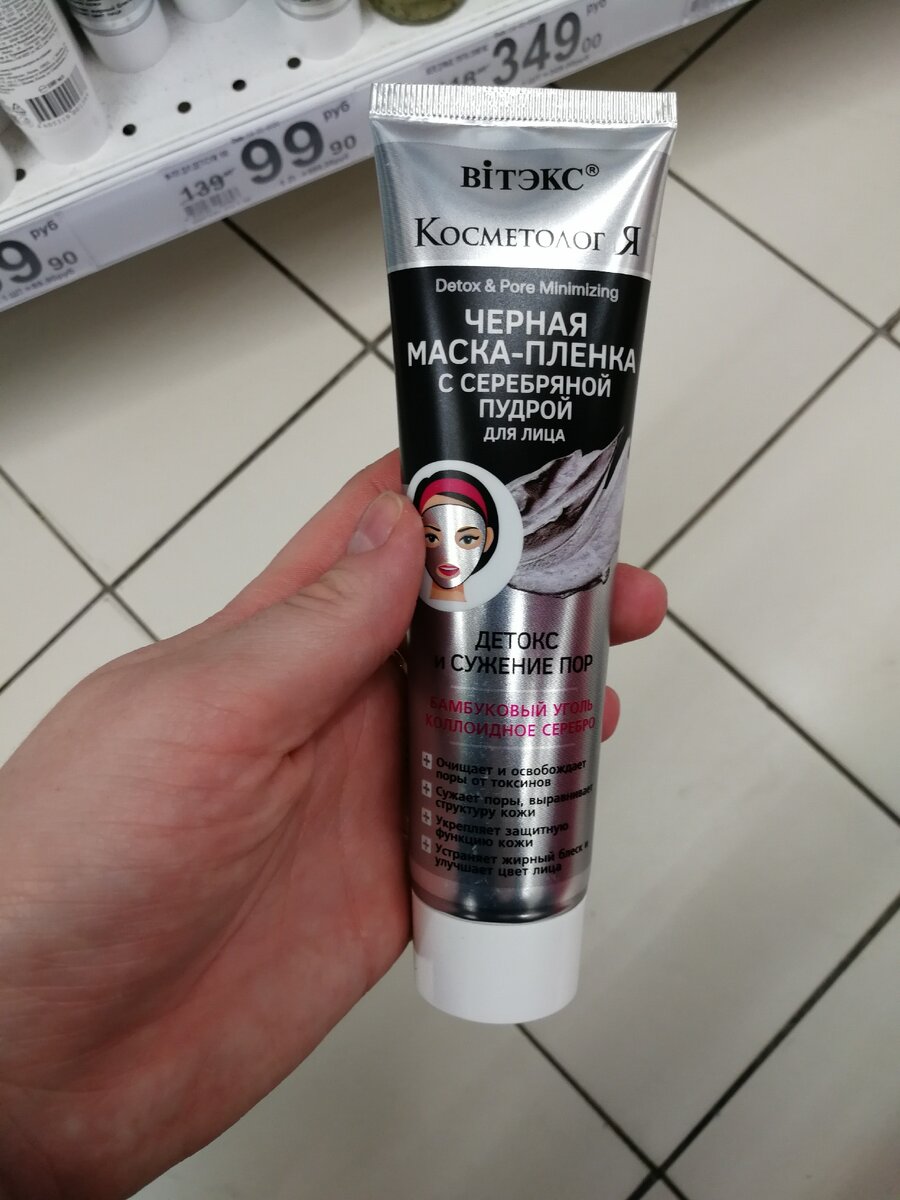 349 00
руб
139
99 90
руб
9 90
руб
Вітэкс®
Косметолог Я
Detox & Pore Minimizing
ЧЕРНАЯ
МАСКА-ПЛЕНКА
С СЕРЕБРЯНОЙ
ПУДРОЙ
ДЛЯ ЛИЦА
ДЕТОКС
И СУЖЕНИЕ ПОР
БАМБУКОВЫЙ УГОЛЬ
КОЛЛОИДНОЕ СЕРЕБРО
Очищает и освобождает
поры от токсинов
Сужает поры, выравнивает
структуру кожи
Укрепляет защитную
функцию кожи
Устраняет жирный блеск и
улучшает цвет лица